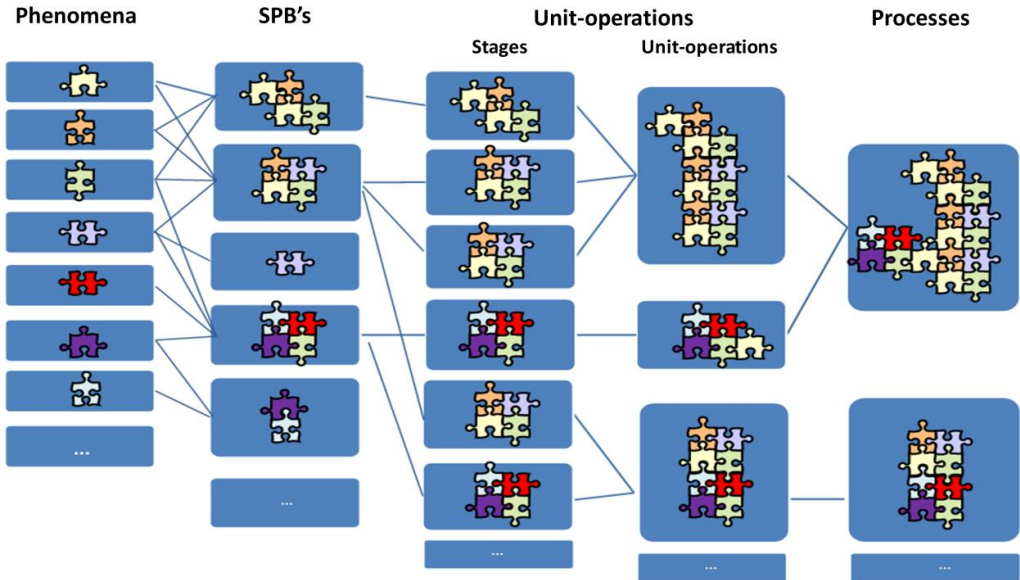 Phenomena
SPB's
Unit-operations
Processes
Stages
Unit-operations
...
...
...
...
...